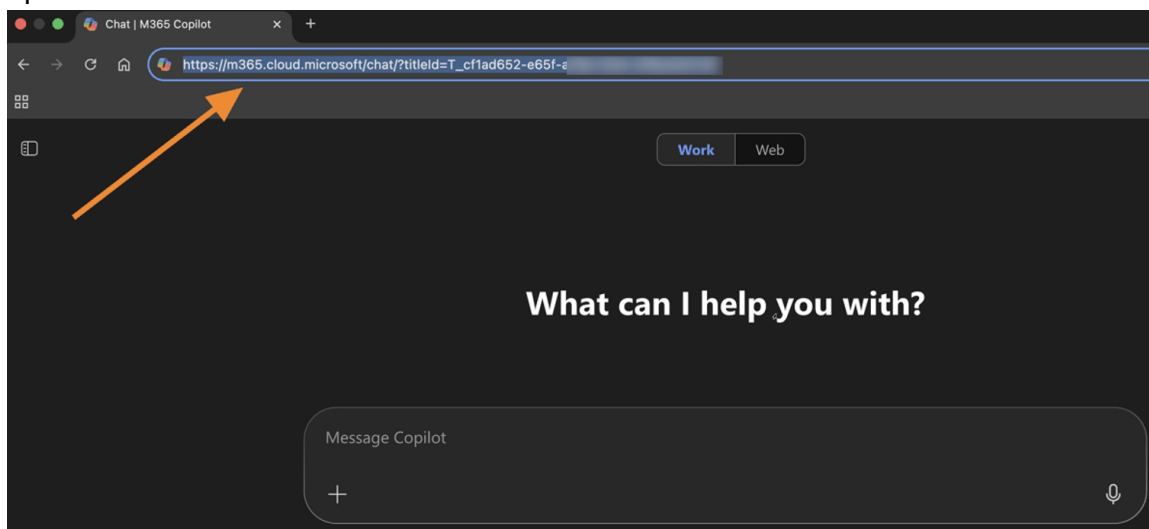 Chat | M365 Copilot
https://m365.cloud.microsoft/chat/?titleId=T_cf1ad652-e65f-a
Work Web
What can I help you with?
Message Copilot